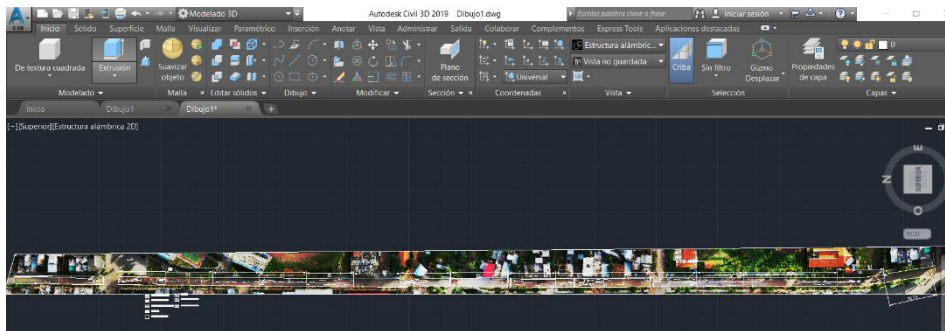 Modelado 3D
Autodesk Civil 3D 2019 Dibujo1.dwg
Escriba palabra clave o frase
Iniciar sesión
C3D
Inicio Sólido Superficie Malla Visualizar Render Paramétrico Inserción Anotar Vista Administrar Salida Colaborar Complementos Express Tools Aplicaciones destacadas
De textura cuadrada Extrusión Suavizar objeto Plano de sección Universal Estructura alámbric... Vista no guardada Criba Sin filtro Gizmo Desplazar Propiedades de capa 0
Modelado Malla Editar sólidos Dibujo Modificar Sección Coordenadas Vista Selección Capas
Inicio Dibujo1 Dibujo1*
[−][Superior][Estructura alámbrica 2D]
N
SUPERIOR
O